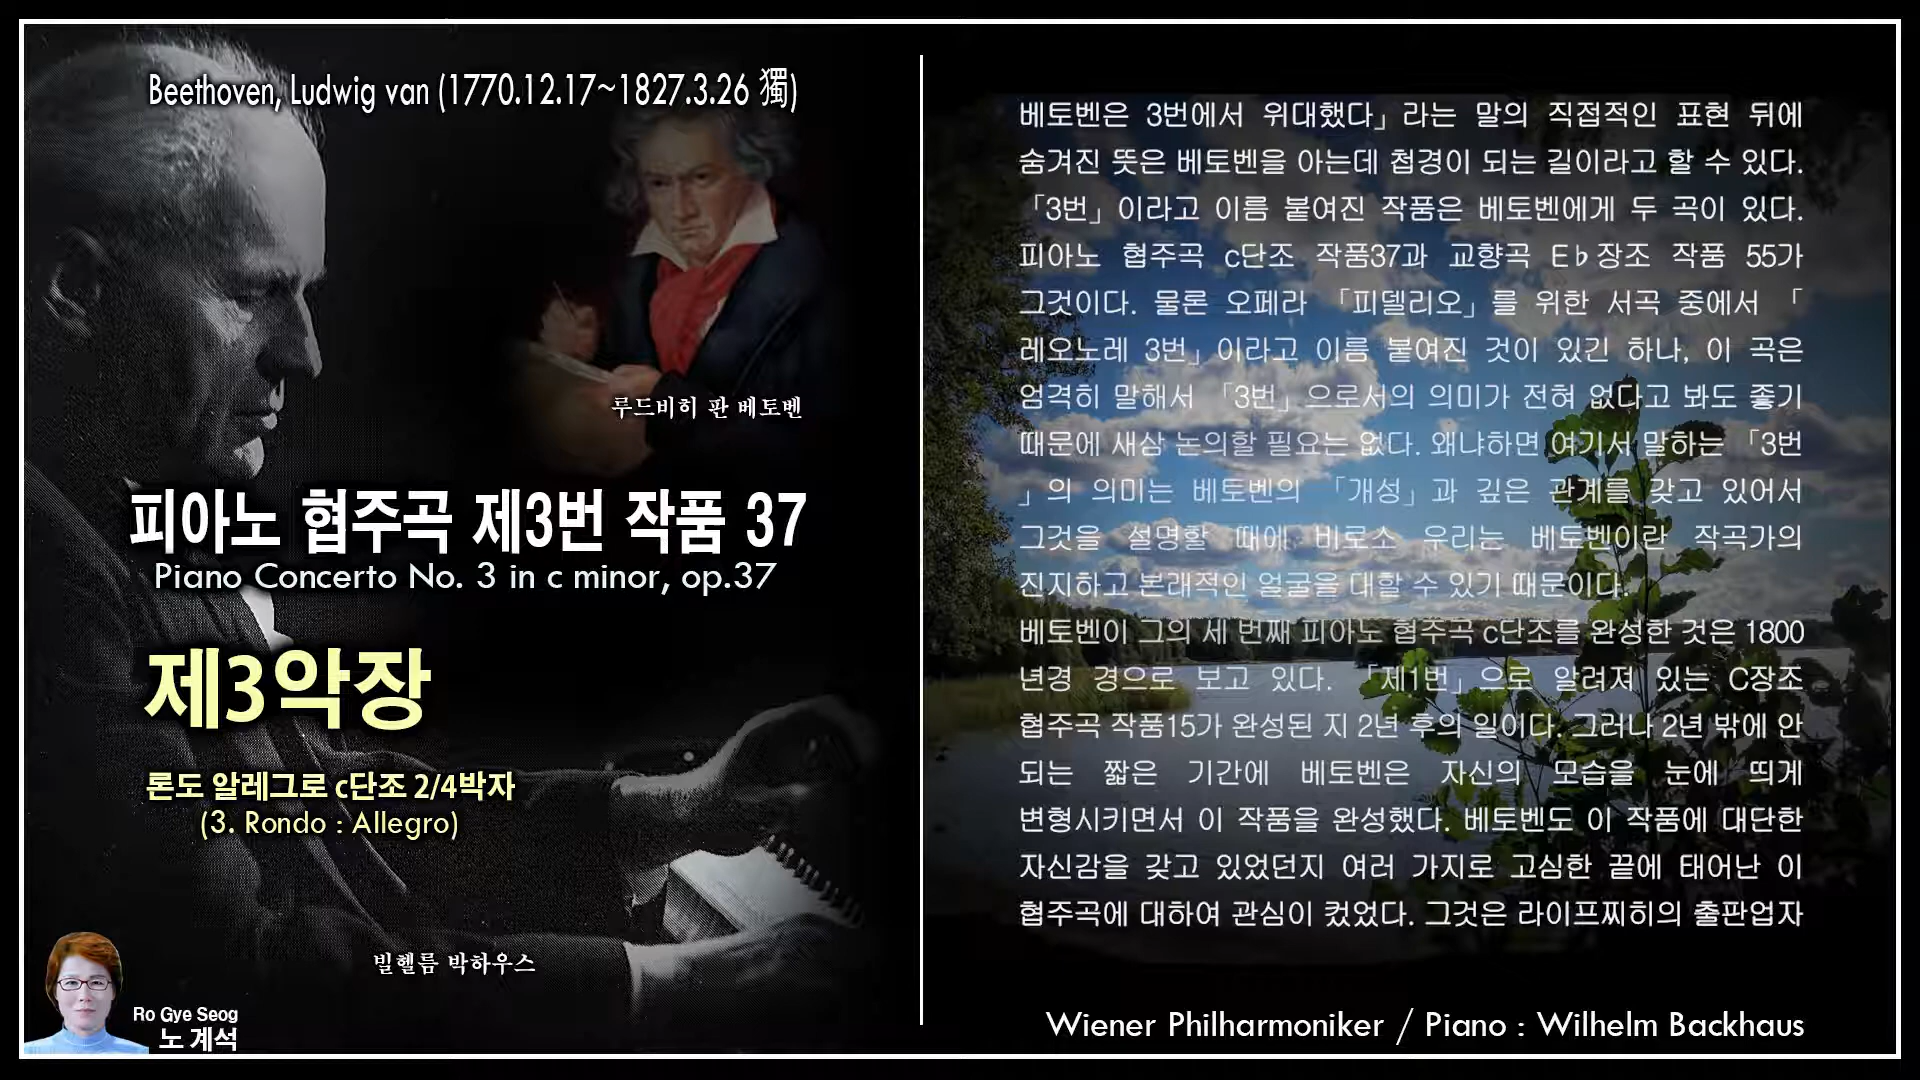 Beethoven, Ludwig van (1770.12.17~1827.3.26 獨)
루드비히 판 베토벤
피아노 협주곡 제3번 작품 37
Piano Concerto No. 3 in c minor, op.37
제3악장
론도 알레그로 c단조 2/4박자
(3. Rondo : Allegro)
빌헬름 박하우스
Ro Gye Seog
노 계석
베토벤은 3번에서 위대했다」라는 말의 직접적인 표현 뒤에
숨겨진 뜻은 베토벤을 아는데 첩경이 되는 길이라고 할 수 있다.
「3번」이라고 이름 붙여진 작품은 베토벤에게 두 곡이 있다.
피아노 협주곡 c단조 작품37과 교향곡 E♭장조 작품 55가
그것이다. 물론 오페라 「피델리오」를 위한 서곡 중에서 「
레오노레 3번」이라고 이름 붙여진 것이 있긴 하나, 이 곡은
엄격히 말해서 「3번」으로서의 의미가 전혀 없다고 봐도 좋기
때문에 새삼 논의할 필요는 없다. 왜냐하면 여기서 말하는 「3번
」의 의미는 베토벤의 「개성」과 깊은 관계를 갖고 있어서
그것을 설명할 때에 비로소 우리는 베토벤이란 작곡가의
진지하고 본래적인 얼굴을 대할 수 있기 때문이다.
베토벤이 그의 세 번째 피아노 협주곡 c단조를 완성한 것은 1800
년경 경으로 보고 있다. 「제1번」으로 알려져 있는 C장조
협주곡 작품15가 완성된 지 2년 후의 일이다. 그러나 2년 밖에 안
되는 짧은 기간에 베토벤은 자신의 모습을 눈에 띄게
변형시키면서 이 작품을 완성했다. 베토벤도 이 작품에 대단한
자신감을 갖고 있었던지 여러 가지로 고심한 끝에 태어난 이
협주곡에 대하여 관심이 컸었다. 그것은 라이프찌히의 출판업자
Wiener Philharmoniker / Piano : Wilhelm Backhaus